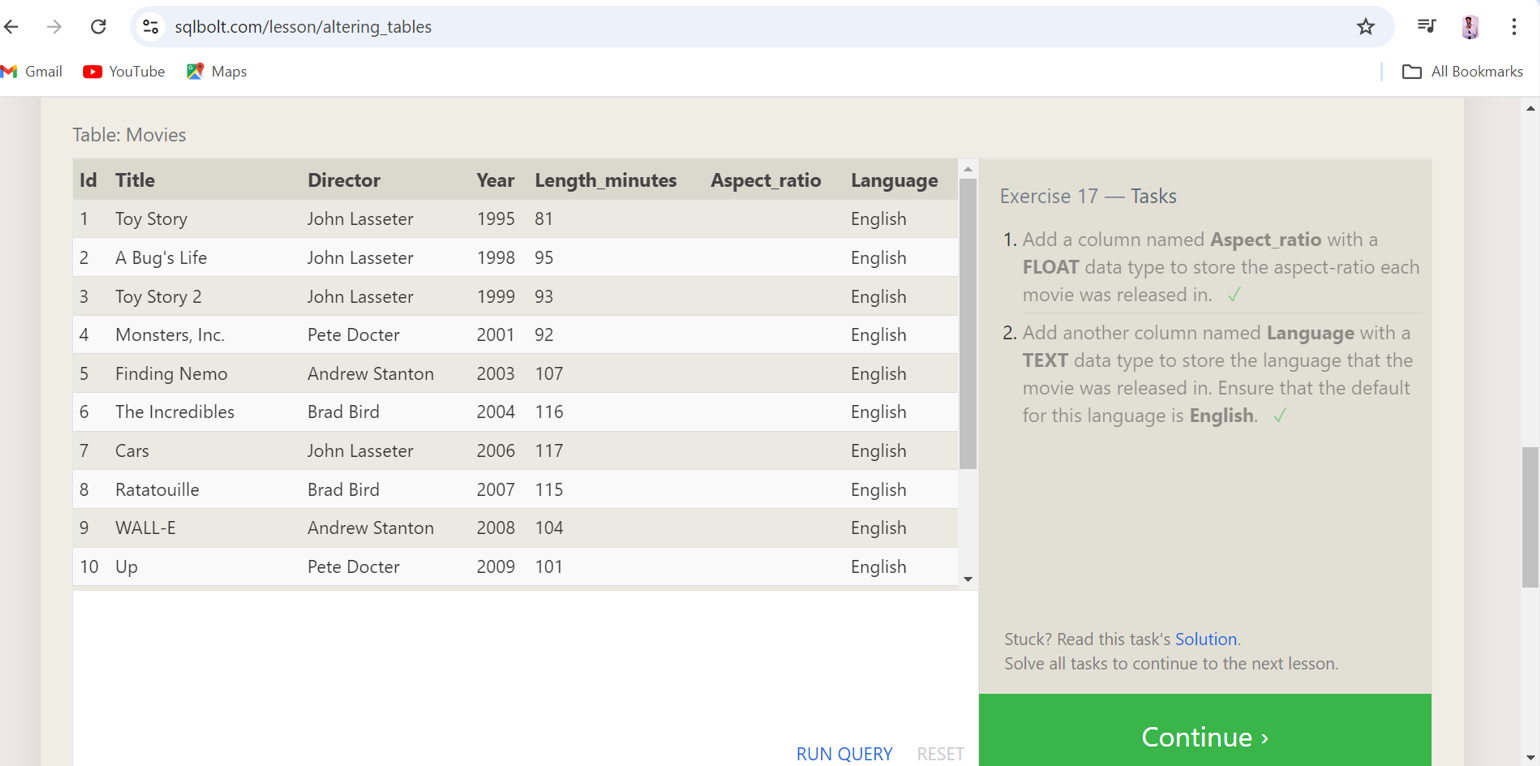 sqlbolt.com/lesson/altering_tables
Gmail YouTube Maps All Bookmarks
Table: Movies
Id Title Director Year Length_minutes Aspect_ratio Language
1 Toy Story John Lasseter 1995 81 English
2 A Bug's Life John Lasseter 1998 95 English
3 Toy Story 2 John Lasseter 1999 93 English
4 Monsters, Inc. Pete Docter 2001 92 English
5 Finding Nemo Andrew Stanton 2003 107 English
6 The Incredibles Brad Bird 2004 116 English
7 Cars John Lasseter 2006 117 English
8 Ratatouille Brad Bird 2007 115 English
9 WALL-E Andrew Stanton 2008 104 English
10 Up Pete Docter 2009 101 English
RUN QUERY RESET
Exercise 17 — Tasks
1. Add a column named Aspect_ratio with a
FLOAT data type to store the aspect-ratio each
movie was released in. ✓
2. Add another column named Language with a
TEXT data type to store the language that the
movie was released in. Ensure that the default
for this language is English. ✓
Stuck? Read this task's Solution.
Solve all tasks to continue to the next lesson.
Continue ›